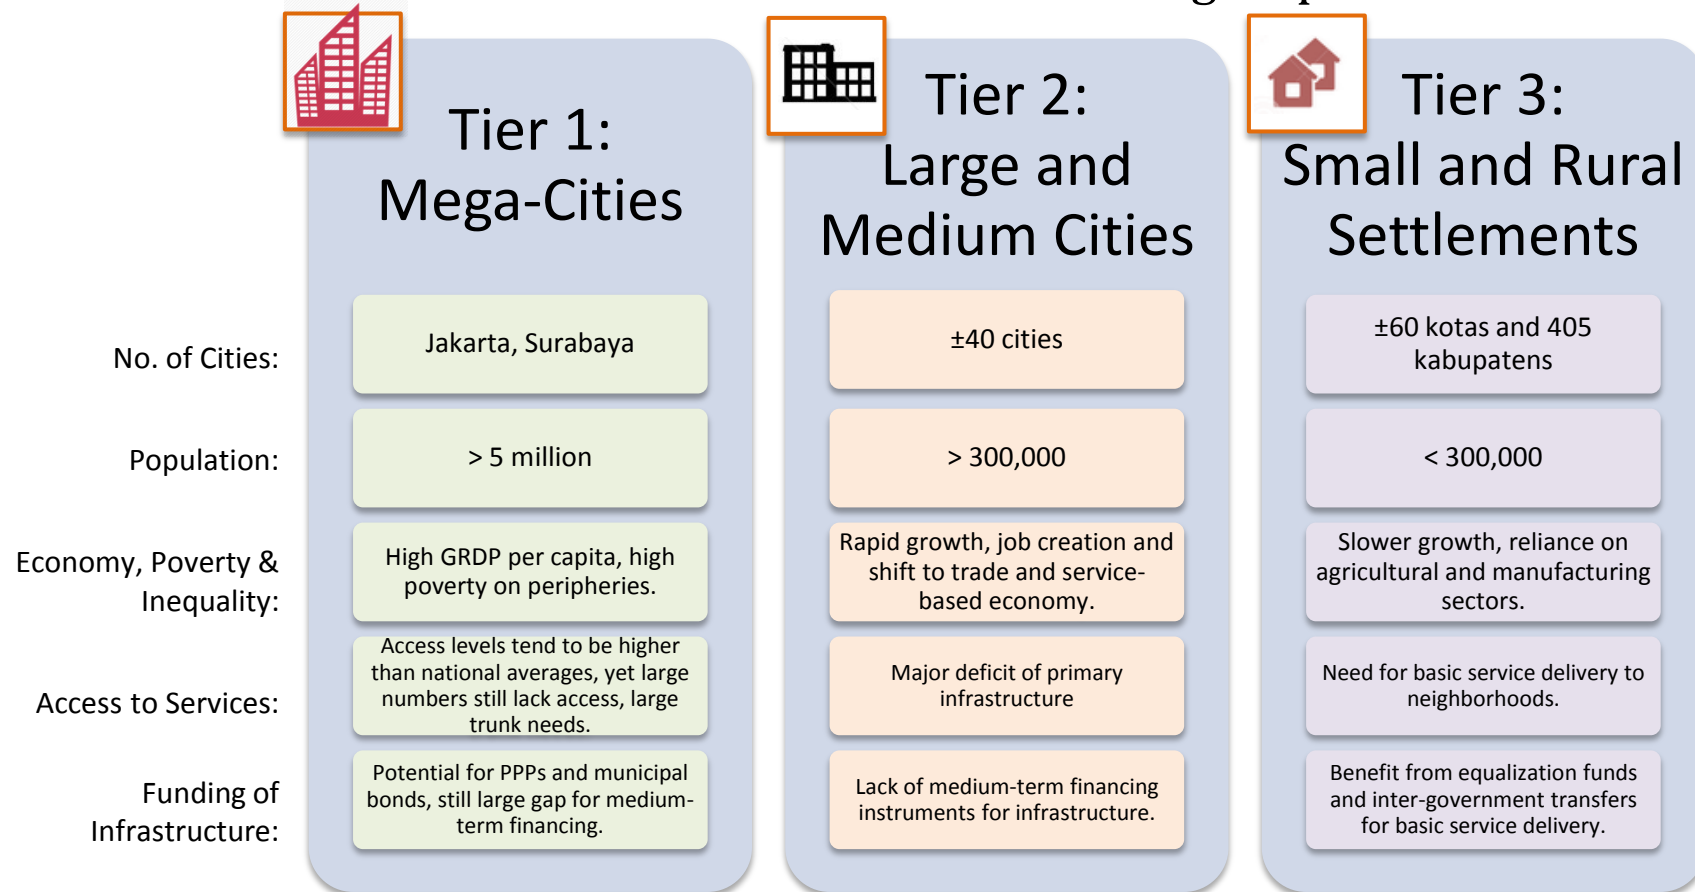 Tier 1:
Mega-Cities
Tier 2:
Large and
Medium Cities
Tier 3:
Small and Rural
Settlements
No. of Cities:
Jakarta, Surabaya
±40 cities
±60 kotas and 405
kabupatens
Population:
> 5 million
> 300,000
< 300,000
Economy, Poverty &
Inequality:
High GRDP per capita, high
poverty on peripheries.
Rapid growth, job creation and
shift to trade and service-
based economy.
Slower growth, reliance on
agricultural and manufacturing
sectors.
Access to Services:
Access levels tend to be higher
than national averages, yet large
numbers still lack access, large
trunk needs.
Major deficit of primary
infrastructure
Need for basic service delivery to
neighborhoods.
Funding of
Infrastructure:
Potential for PPPs and municipal
bonds, still large gap for medium-
term financing.
Lack of medium-term financing
instruments for infrastructure.
Benefit from equalization funds
and inter-government transfers
for basic service delivery.